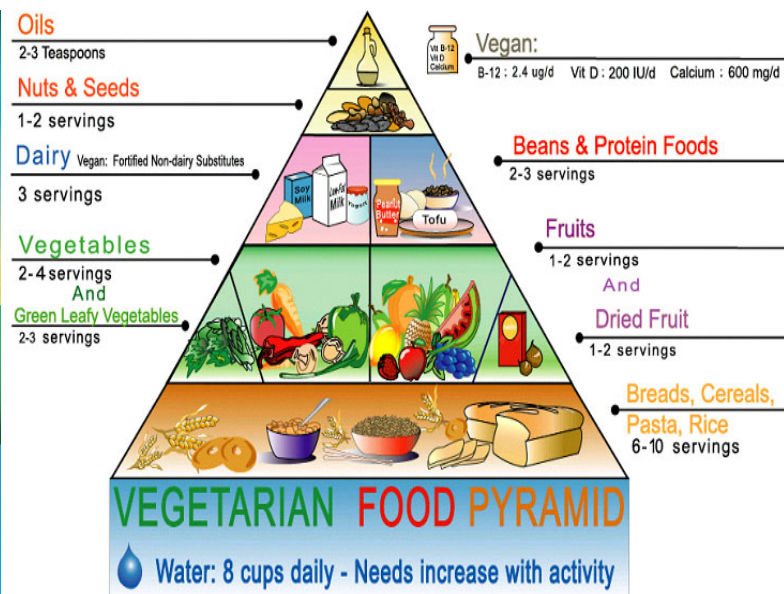 Oils
2-3 Teaspoons
Nuts & Seeds
1-2 servings
Dairy Vegan: Fortified Non-dairy Substitutes
3 servings
Vegetables
2-4 servings
And
Green Leafy Vegetables
2-3 servings
Vit B-12
Vit D
Calcium
Vegan:
B-12 : 2.4 ug/d Vit D : 200 IU/d Calcium : 600 mg/d
Beans & Protein Foods
2-3 servings
Fruits
1-2 servings
And
Dried Fruit
1-2 servings
Breads, Cereals,
Pasta, Rice
6-10 servings
Soy
Milk
Low-Fat
Milk
Yogurt
Peanut
Butter
Tofu
VEGETARIAN FOOD PYRAMID
Water: 8 cups daily - Needs increase with activity